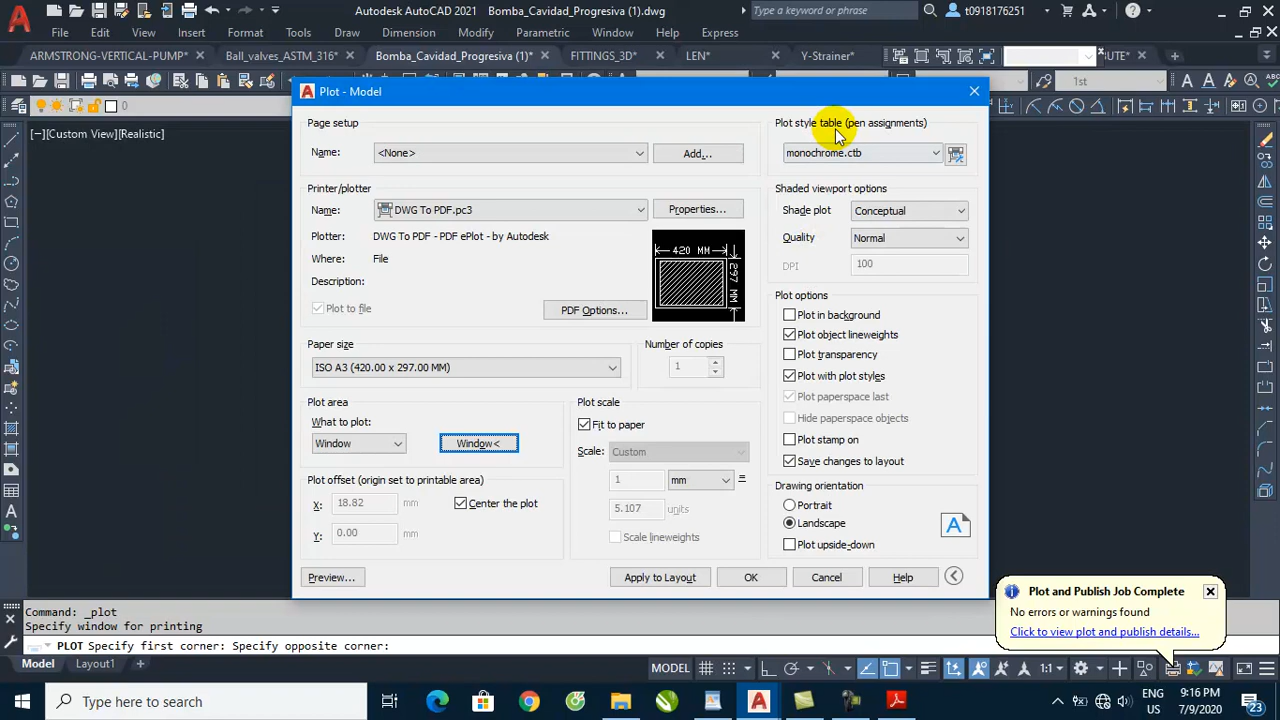 Autodesk AutoCAD 2021 Bomba_Cavidad_Progresiva (1).dwg
Type a keyword or phrase
t0918176251
File Edit View Insert Format Tools Draw Dimension Modify Parametric Window Help Express
ARMSTRONG-VERTICAL-PUMP* Ball_valves_ASTM_316* Bomba_Cavidad_Progresiva (1)* FITTINGS_3D* LEN* Y-Strainer* UTE*
1st
0
[−][Custom View][Realistic]
Plot - Model
Page setup
Name: <None> Add...
Printer/plotter
Name: DWG To PDF.pc3 Properties...
Plotter: DWG To PDF - PDF ePlot - by Autodesk
Where: File
Description:
Plot to file
PDF Options...
420 MM
297 MM
Paper size
ISO A3 (420.00 x 297.00 MM)
Number of copies
1
Plot area
What to plot:
Window Window<
Plot offset (origin set to printable area)
X: 18.82 mm
Center the plot
Y: 0.00 mm
Plot scale
Fit to paper
Scale: Custom
1 mm =
5.107 units
Scale lineweights
Plot style table (pen assignments)
monochrome.ctb
Shaded viewport options
Shade plot Conceptual
Quality Normal
DPI 100
Plot options
Plot in background
Plot object lineweights
Plot transparency
Plot with plot styles
Plot paperspace last
Hide paperspace objects
Plot stamp on
Save changes to layout
Drawing orientation
Portrait
Landscape
Plot upside-down
A
Preview... Apply to Layout OK Cancel Help
Plot and Publish Job Complete
No errors or warnings found
Click to view plot and publish details...
Command: _plot
Specify window for printing
PLOT Specify first corner: Specify opposite corner:
Model Layout1 +
MODEL 1:1
Type here to search
ENG
US
9:16 PM
7/9/2020
23